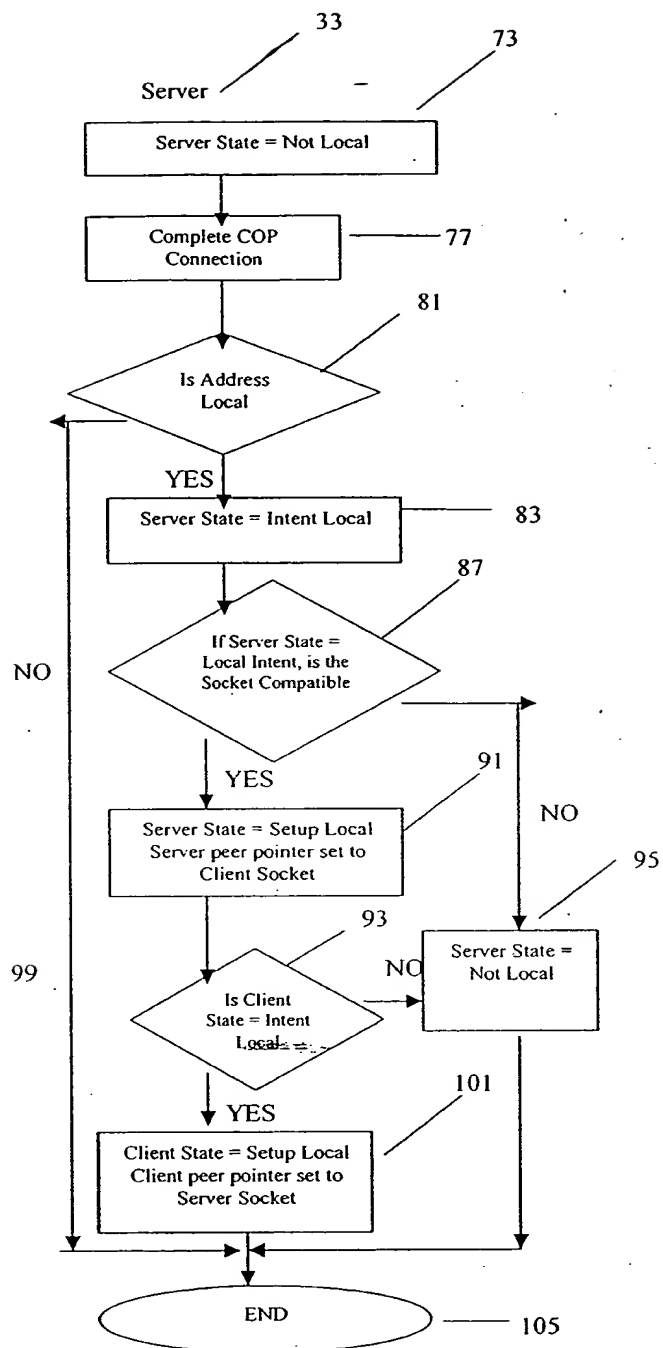 33
Server
73
Server State = Not Local
Complete COP
Connection
77
81
Is Address
Local
YES
Server State = Intent Local
83
87
If Server State =
Local Intent, is the
Socket Compatible
NO
YES
91
NO
Server State = Setup Local
Server peer pointer set to
Client Socket
95
93
Server State =
Not Local
NO
99
Is Client
State = Intent
Local
101
YES
Client State = Setup Local
Client peer pointer set to
Server Socket
END
105